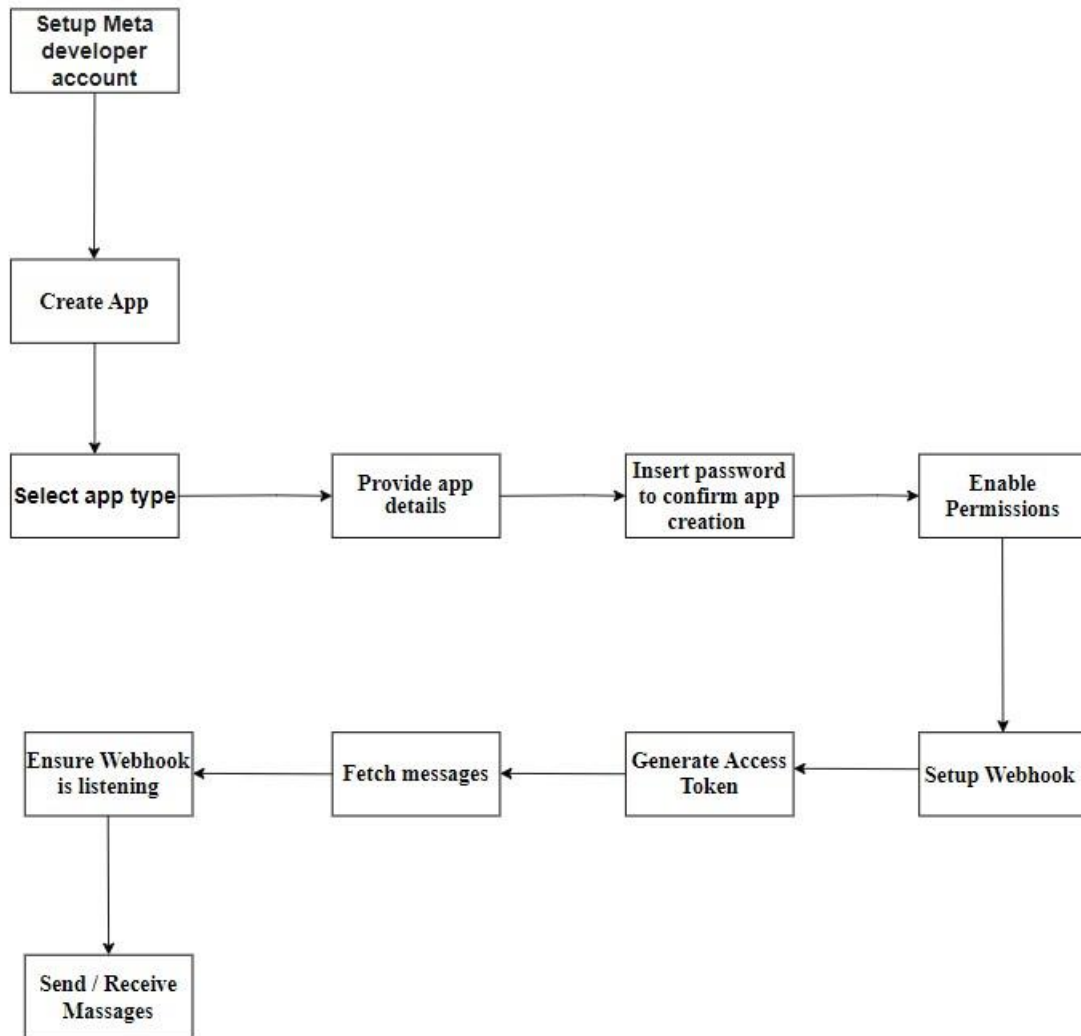 Setup Meta
developer
account
Create App
Select app type
Provide app
details
Insert password
to confirm app
creation
Enable
Permissions
Setup Webhook
Generate Access
Token
Fetch messages
Ensure Webhook
is listening
Send / Receive
Massages